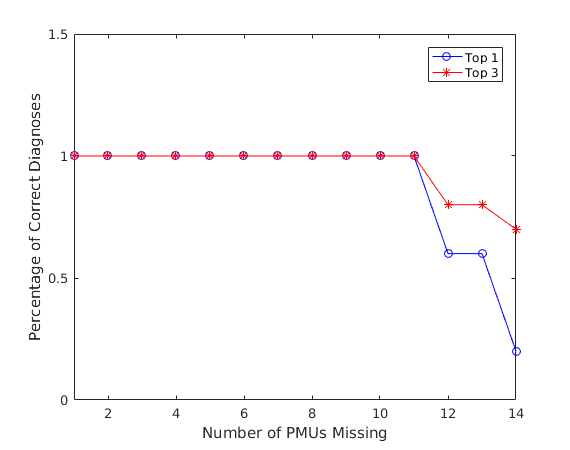 1.5
1
0.5
0
Percentage of Correct Diagnoses
Top 1
Top 3
2 4 6 8 10 12 14
Number of PMUs Missing